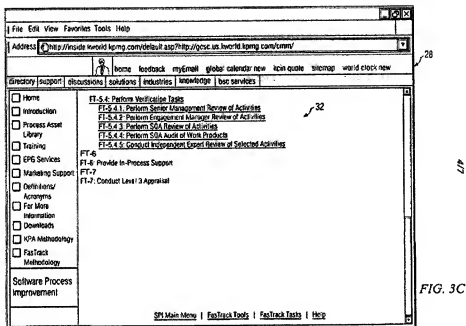 File Edit View Favorites Tools Help
Address http://inside.kworld.kpmg.com/default.asp?http://gcsc.us.kworld.kpmg.com/cmm/
28
home feedback myEmail global calendar new kcin quote sitemap world clock new
directory support discussions solutions industries knowledge bsc services
Home
Introduction
Process Asset
Library
Training
EPG Services
Marketing Support
Definitions/
Acronyms
For More
Information
Downloads
KPA Methodology
FasTrack
Methodology
Software Process
Improvement
FT-5.4: Perform Verification Tasks
FT-5.4.1: Perform Senior Management Review of Activities
FT-5.4.2: Perform Engagement Manager Review of Activities
FT-5.4.3: Perform SQA Review of Activities
FT-5.4.4: Perform SQA Audit of Work Products
FT-5.4.5: Conduct Independent Expert Review of Selected Activities
FT-6
FT-6: Provide In-Process Support
FT-7
FT-7: Conduct Level 3 Appraisal
32
SPI Main Menu | FasTrack Tools | FasTrack Tasks | Help
4/7
FIG. 3C